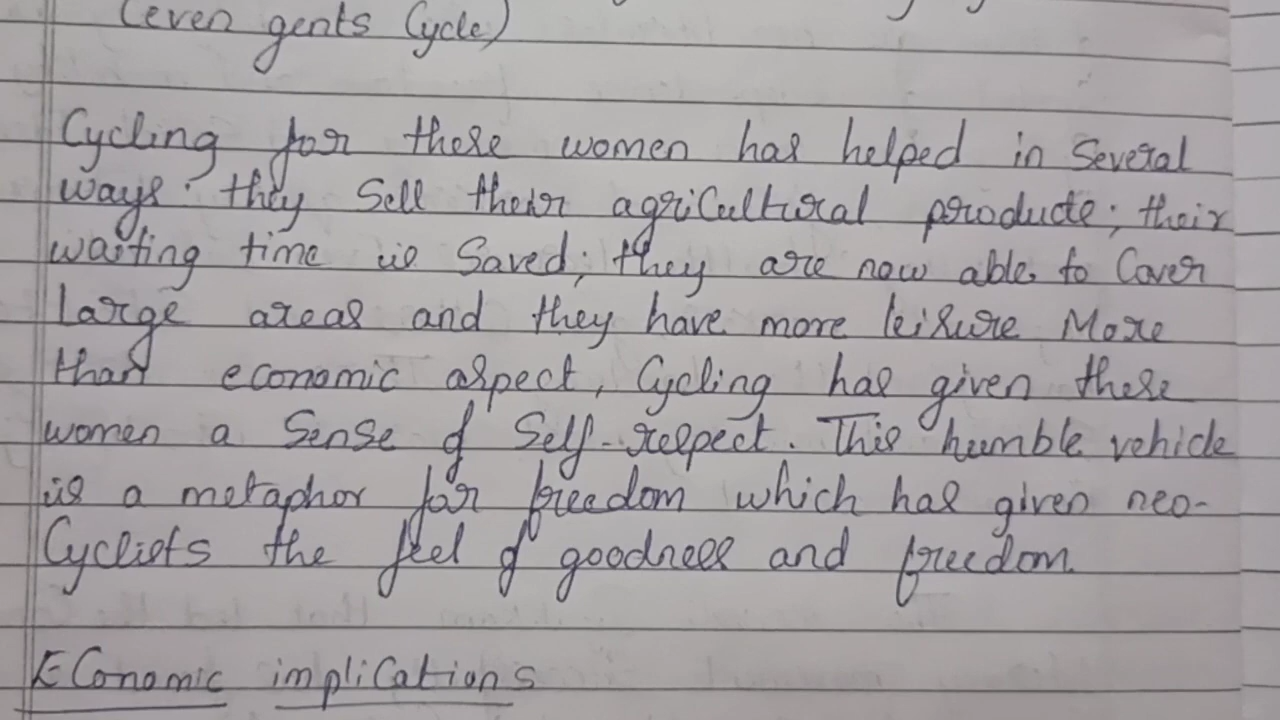 (even gents Cycle)
Cycling for these women has helped in Several
ways. they Sell their agricultural products; their
waiting time is Saved; they are now able to Cover
Large areas and they have more leisure More
than economic aspect, Cycling has given these
women a Sense of Self-respect. This humble vehicle
is a metaphor for freedom which has given neo-
Cyclists the feel of goodness and freedom.
Economic implications